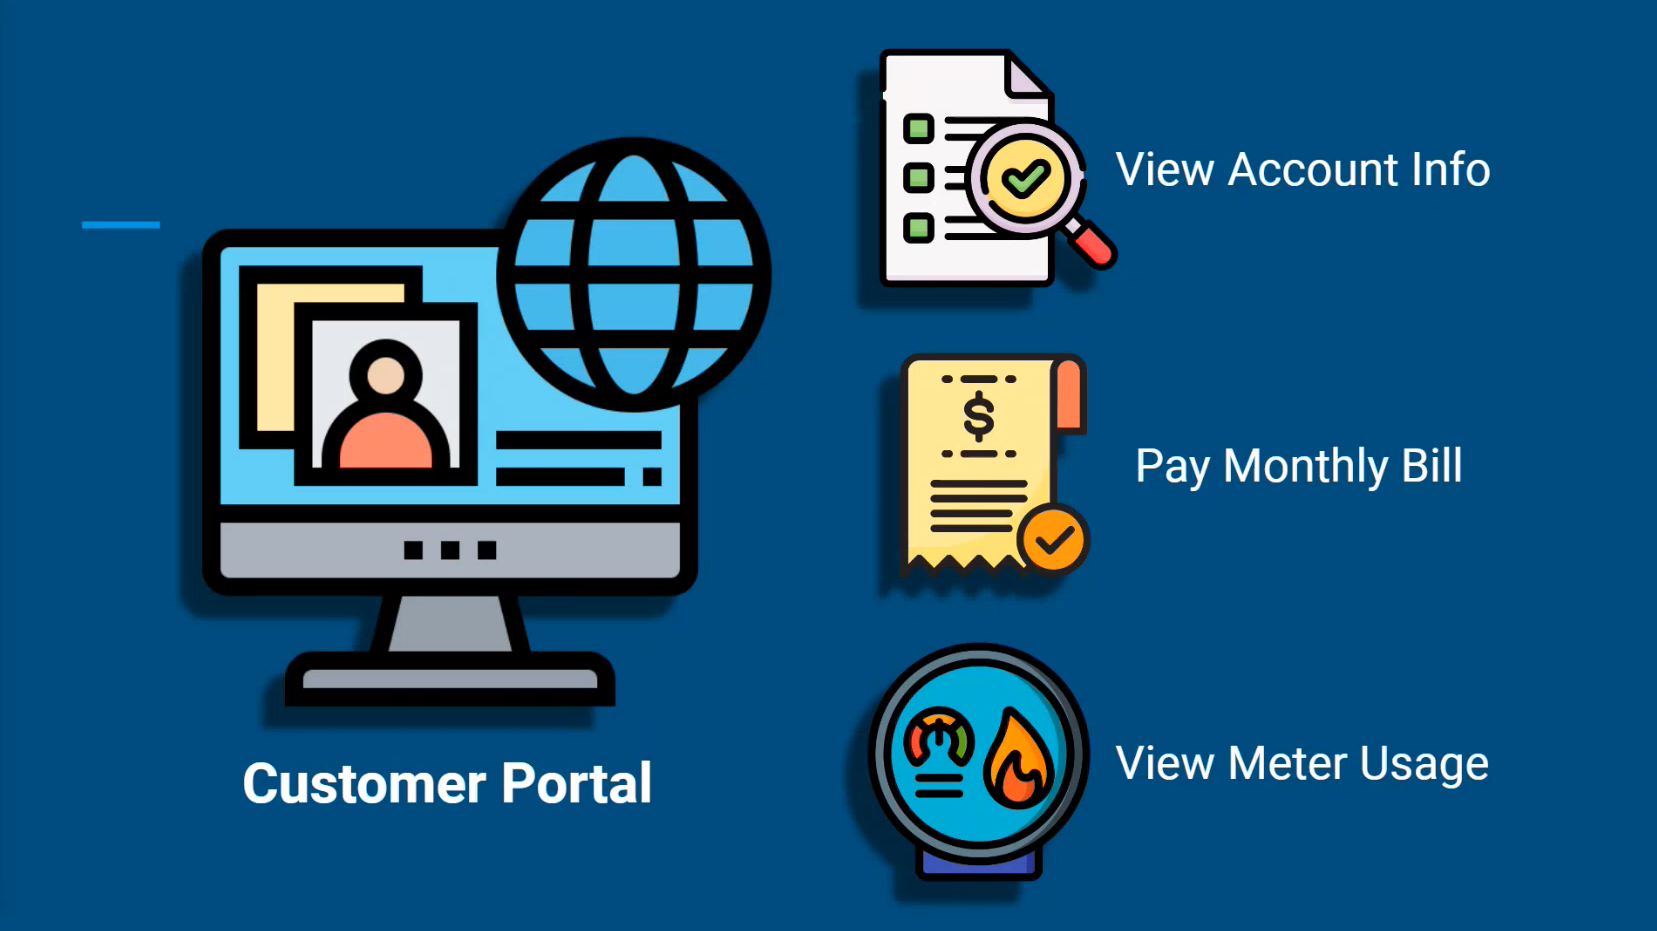 View Account Info
Pay Monthly Bill
View Meter Usage
Customer Portal
$